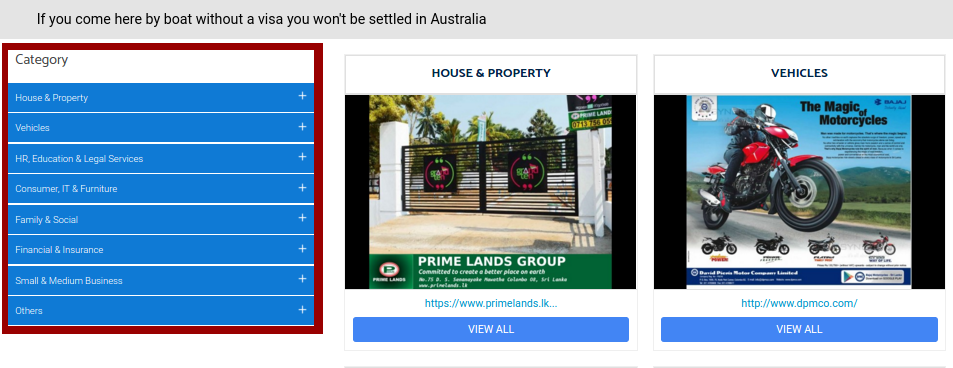 If you come here by boat without a visa you won't be settled in Australia
Category
House & Property +
Vehicles +
HR, Education & Legal Services +
Consumer, IT & Furniture +
Family & Social +
Financial & Insurance +
Small & Medium Business +
Others +
HOUSE & PROPERTY
PRIME LAND
PRIME LANDS
PRIME LANDS GROUP
Committed to create a better place on earth
No.75 D. S. Senanayake Mawatha Colombo 08, Sri Lanka
www.primelands.lk
https://www.primelands.lk...
VIEW ALL
VEHICLES
BAJAJ
The Magic of
Motorcycles
David Pieris Motor Company Limited
http://www.dpmco.com/
VIEW ALL